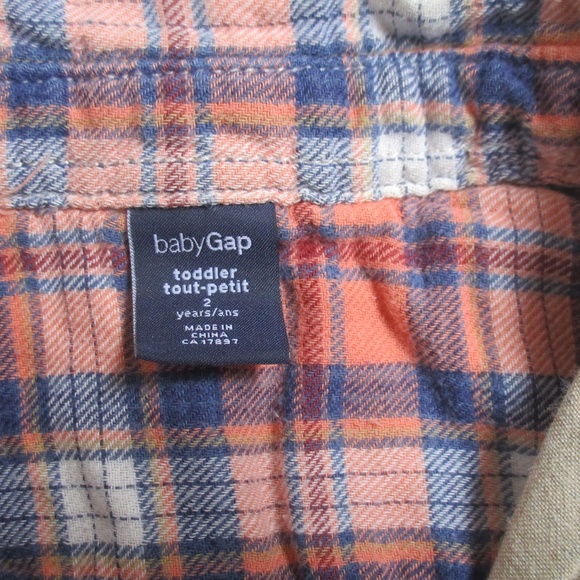 babyGap
toddler
tout-petit
2
years/ans
MADE IN
CHINA
CA 17897